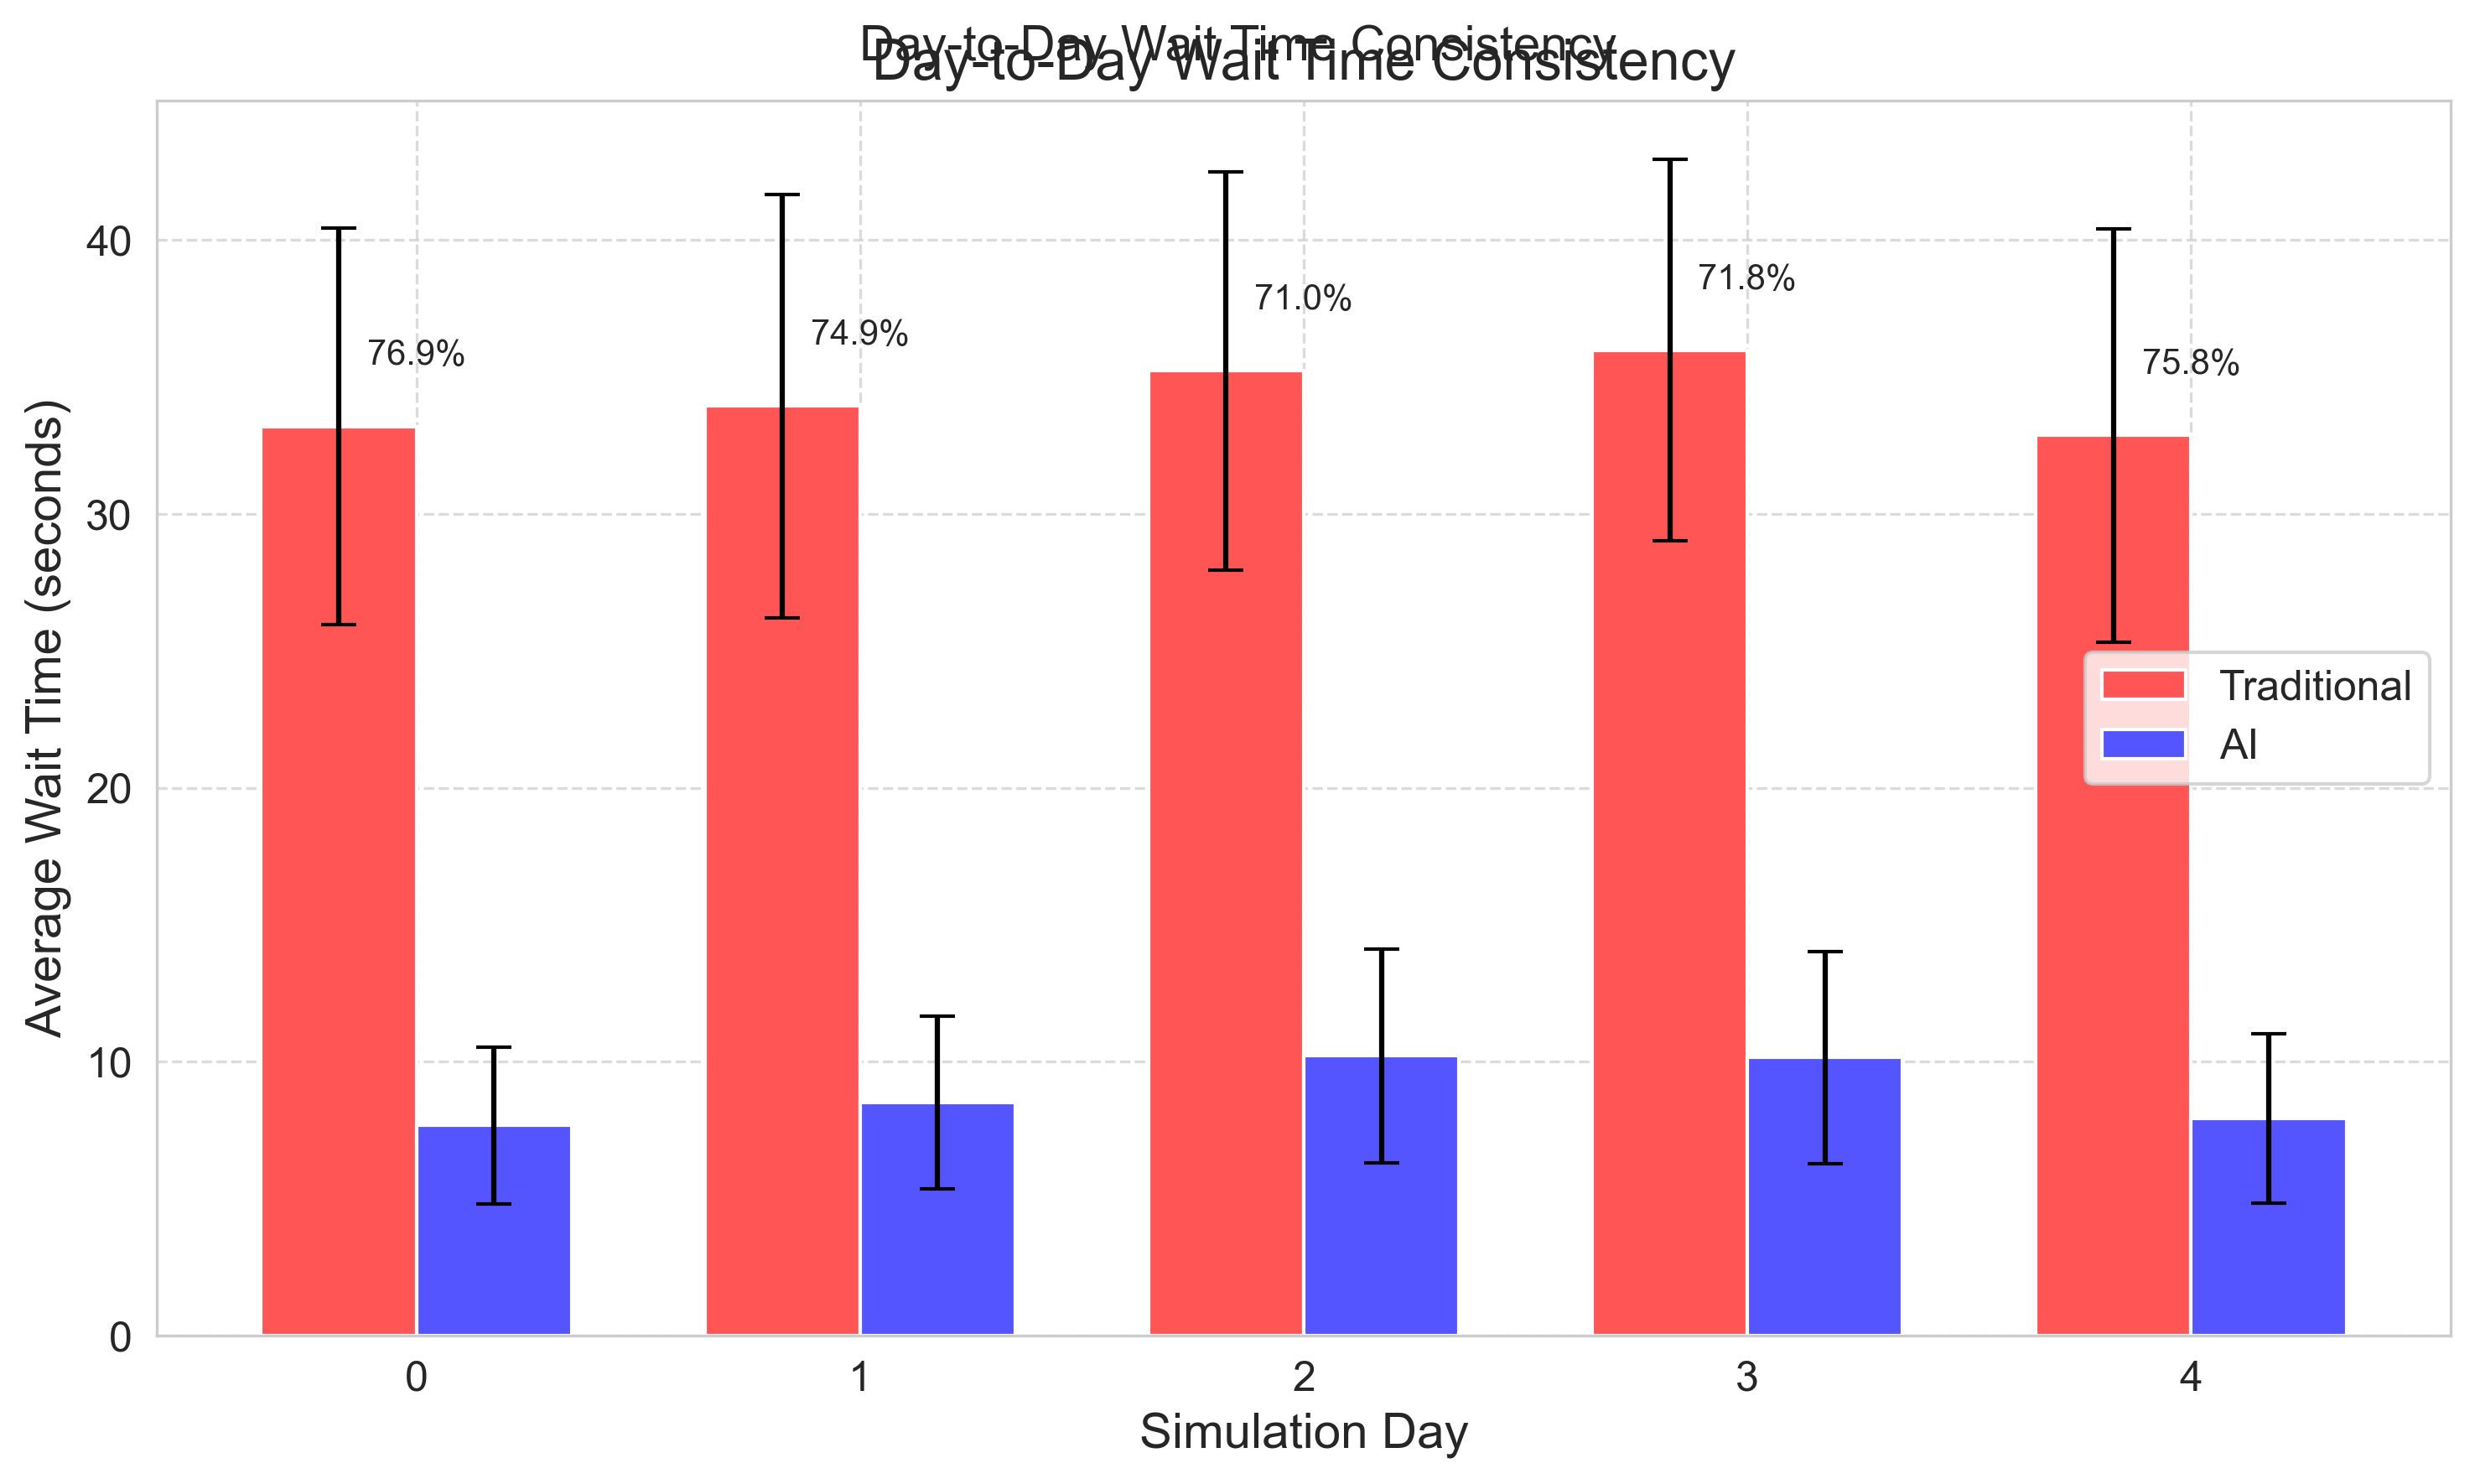 Day-to-Day Wait Time Consistency
Day-to-Day Wait Time Consistency
Average Wait Time (seconds)
40
30
20
10
0
76.9%
74.9%
71.0%
71.8%
75.8%
Traditional
AI
0
1
2
3
4
Simulation Day